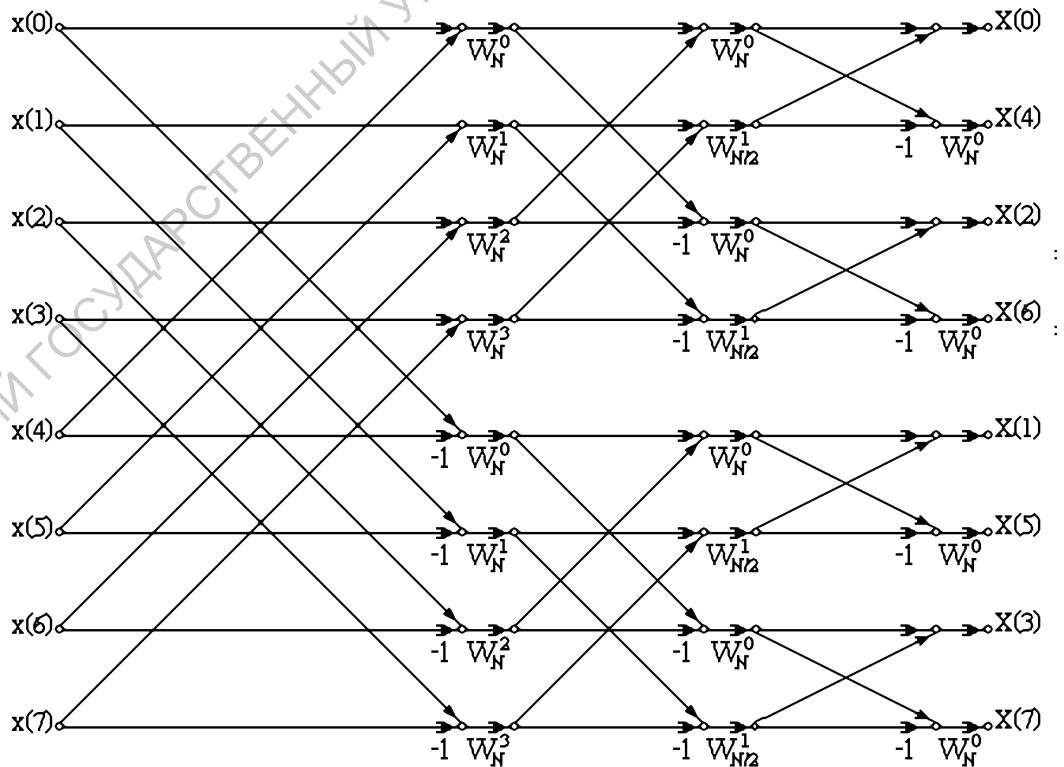 x(0) X(0)
W_N^0 W_N^0
x(1) X(4)
W_N^1 W_{N/2}^1 -1 W_N^0
x(2) X(2)
W_N^2 -1 W_N^0
x(3) X(6)
W_N^3 -1 W_{N/2}^1 -1 W_N^0
x(4) X(1)
-1 W_N^0 W_N^0
x(5) X(5)
-1 W_N^1 W_{N/2}^1 -1 W_N^0
x(6) X(3)
-1 W_N^2 -1 W_N^0
x(7) X(7)
-1 W_N^3 -1 W_{N/2}^1 -1 W_N^0
ГОСУДАРСТВЕННЫЙ